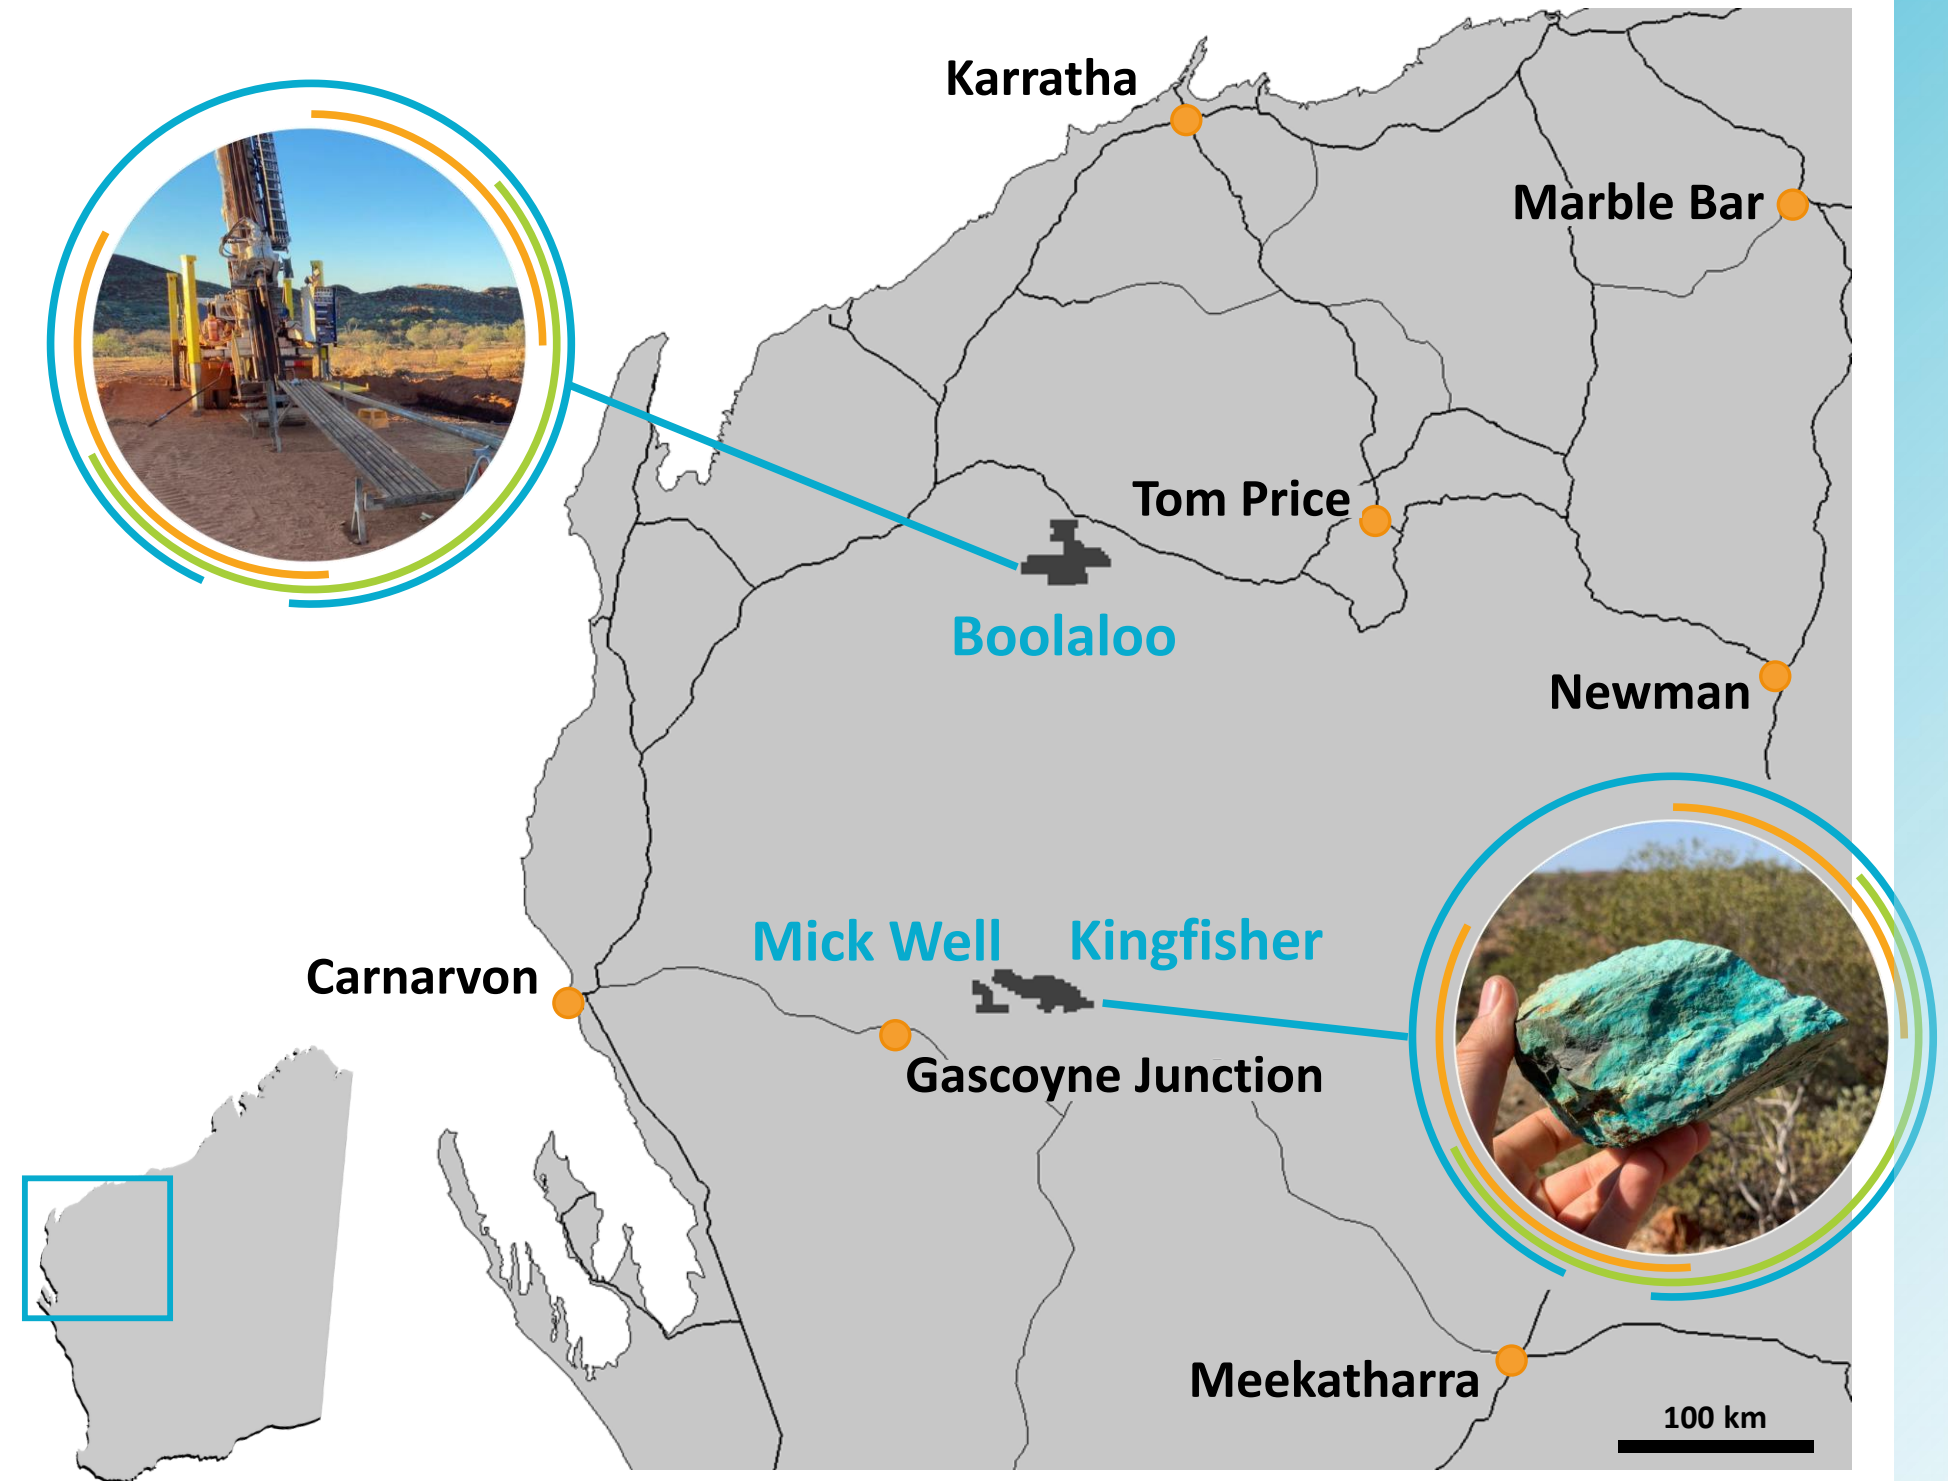 Karratha
Marble Bar
Tom Price
Boolaloo
Newman
Mick Well
Kingfisher
Carnarvon
Gascoyne Junction
Meekatharra
100 km